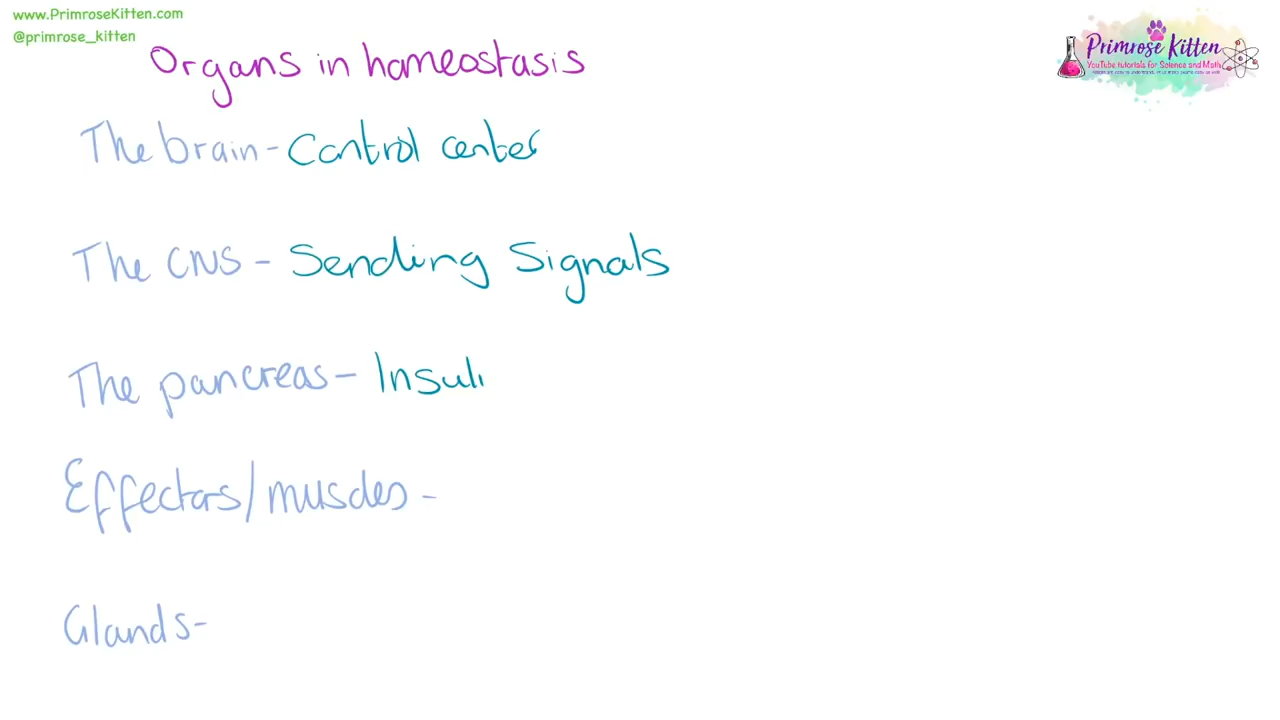 www.PrimroseKitten.com
@primrose_kitten
Organs in homeostasis
Primrose Kitten
YouTube tutorials for Science and Math
The brain - Control center
The CNS - Sending Signals
The pancreas - Insuli
Effectors/muscles -
Glands-